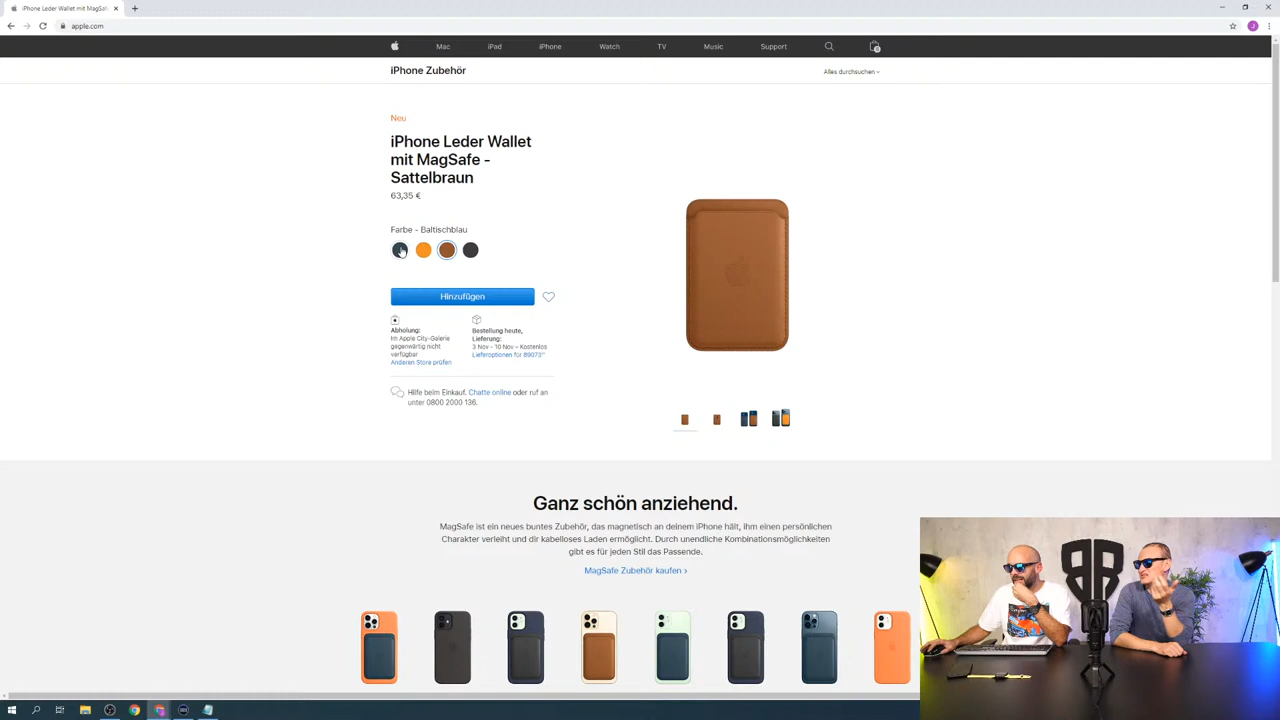 iPhone Leder Wallet mit MagSaf
apple.com
Mac iPad iPhone Watch TV Music Support
iPhone Zubehör
Alles durchsuchen
Neu
iPhone Leder Wallet
mit MagSafe -
Sattelbraun
63,35 €
Farbe - Baltischblau
Hinzufügen
Abholung:
Im Apple City-Galerie
gegenwärtig nicht
verfügbar
Anderen Store prüfen
Bestellung heute,
Lieferung:
3 Nov - 10 Nov – Kostenlos
Lieferoptionen für 89073
Hilfe beim Einkauf. Chatte online oder ruf an
unter 0800 2000 136.
Ganz schön anziehend.
MagSafe ist ein neues buntes Zubehör, das magnetisch an deinem iPhone hält, ihm einen persönlichen
Charakter verleiht und dir kabelloses Laden ermöglicht. Durch unendliche Kombinationsmöglichkeiten
gibt es für jeden Stil das Passende.
MagSafe Zubehör kaufen >